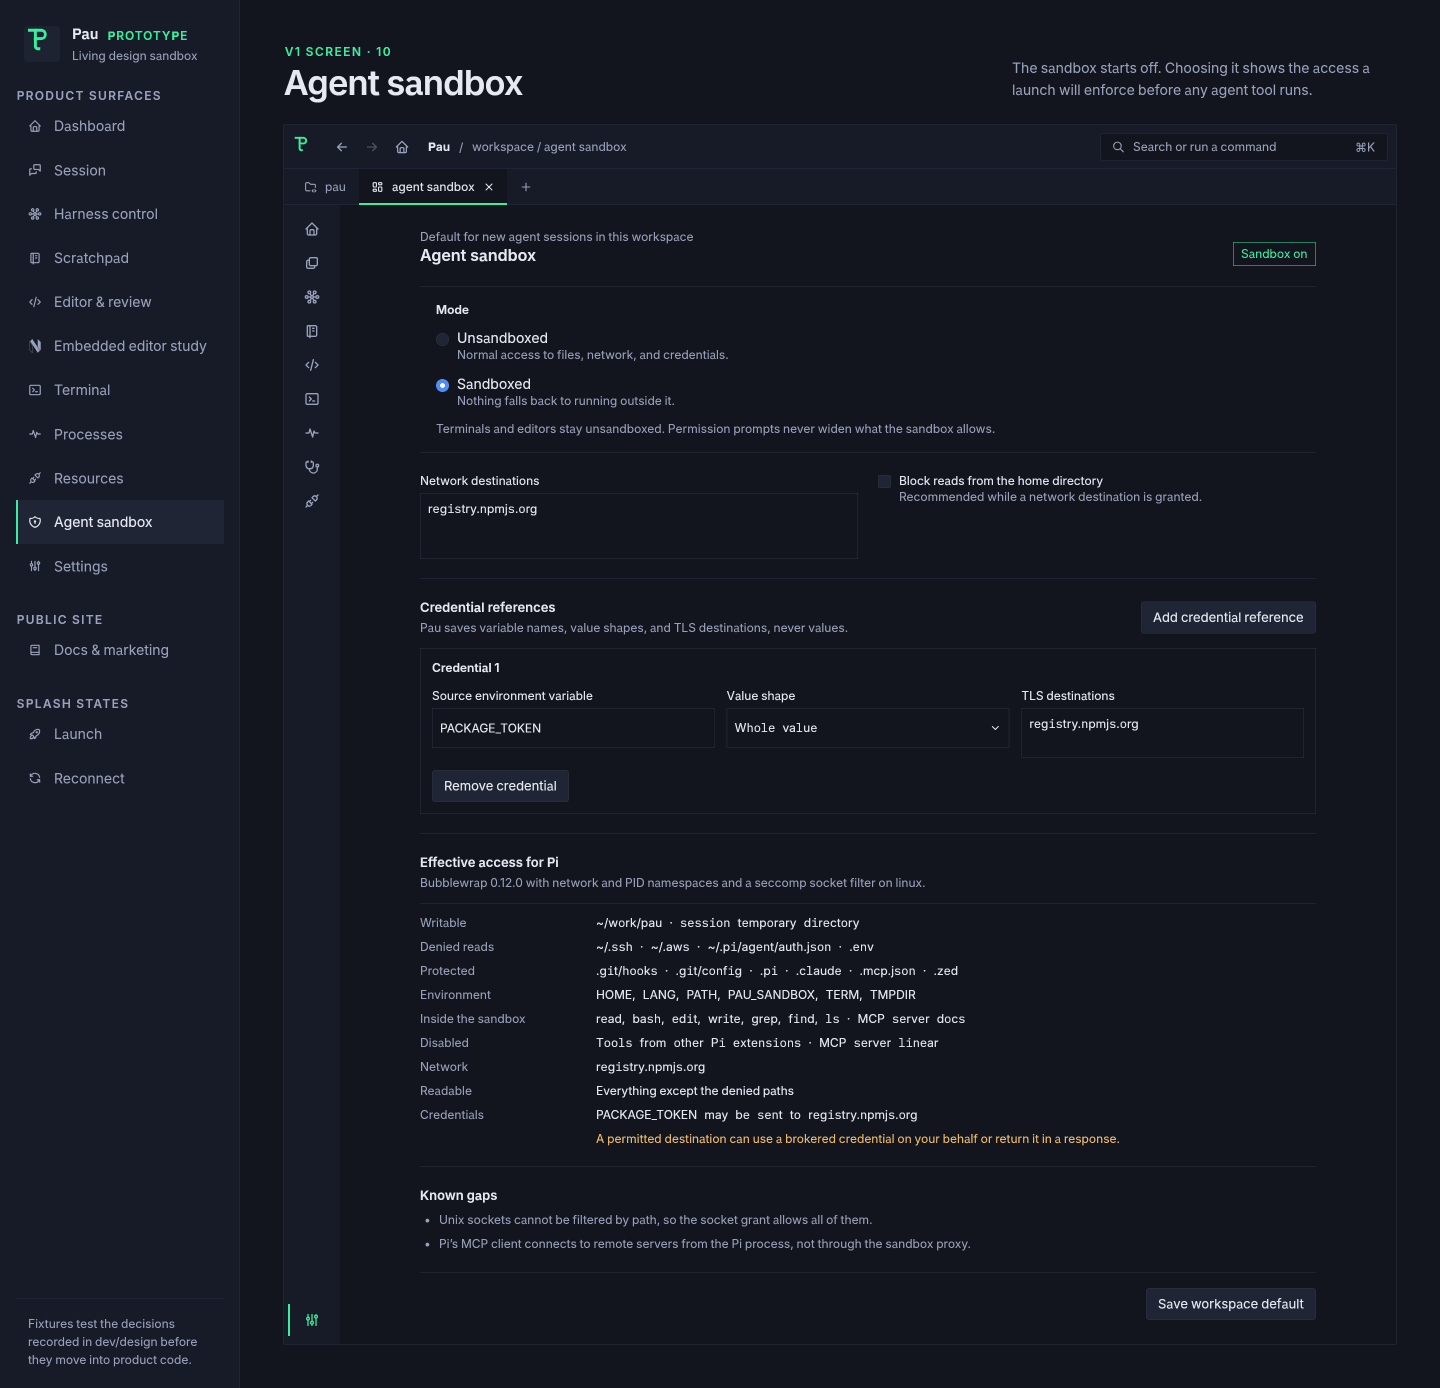 Pau PROTOTYPE
Living design sandbox
PRODUCT SURFACES
Dashboard
Session
Harness control
Scratchpad
Editor & review
Embedded editor study
Terminal
Processes
Resources
Agent sandbox
Settings
PUBLIC SITE
Docs & marketing
SPLASH STATES
Launch
Reconnect
Fixtures test the decisions
recorded in dev/design before
they move into product code.
V1 SCREEN · 10
Agent sandbox
The sandbox starts off. Choosing it shows the access a
launch will enforce before any agent tool runs.
Pau / workspace / agent sandbox
Search or run a command ⌘K
pau
agent sandbox
Default for new agent sessions in this workspace
Agent sandbox
Sandbox on
Mode
Unsandboxed
Normal access to files, network, and credentials.
Sandboxed
Nothing falls back to running outside it.
Terminals and editors stay unsandboxed. Permission prompts never widen what the sandbox allows.
Network destinations
registry.npmjs.org
Block reads from the home directory
Recommended while a network destination is granted.
Credential references
Pau saves variable names, value shapes, and TLS destinations, never values.
Add credential reference
Credential 1
Source environment variable
PACKAGE_TOKEN
Value shape
Whole value
TLS destinations
registry.npmjs.org
Remove credential
Effective access for Pi
Bubblewrap 0.12.0 with network and PID namespaces and a seccomp socket filter on linux.
Writable ~/work/pau · session temporary directory
Denied reads ~/.ssh · ~/.aws · ~/.pi/agent/auth.json · .env
Protected .git/hooks · .git/config · .pi · .claude · .mcp.json · .zed
Environment HOME, LANG, PATH, PAU_SANDBOX, TERM, TMPDIR
Inside the sandbox read, bash, edit, write, grep, find, ls · MCP server docs
Disabled Tools from other Pi extensions · MCP server linear
Network registry.npmjs.org
Readable Everything except the denied paths
Credentials PACKAGE_TOKEN may be sent to registry.npmjs.org
A permitted destination can use a brokered credential on your behalf or return it in a response.
Known gaps
• Unix sockets cannot be filtered by path, so the socket grant allows all of them.
• Pi's MCP client connects to remote servers from the Pi process, not through the sandbox proxy.
Save workspace default